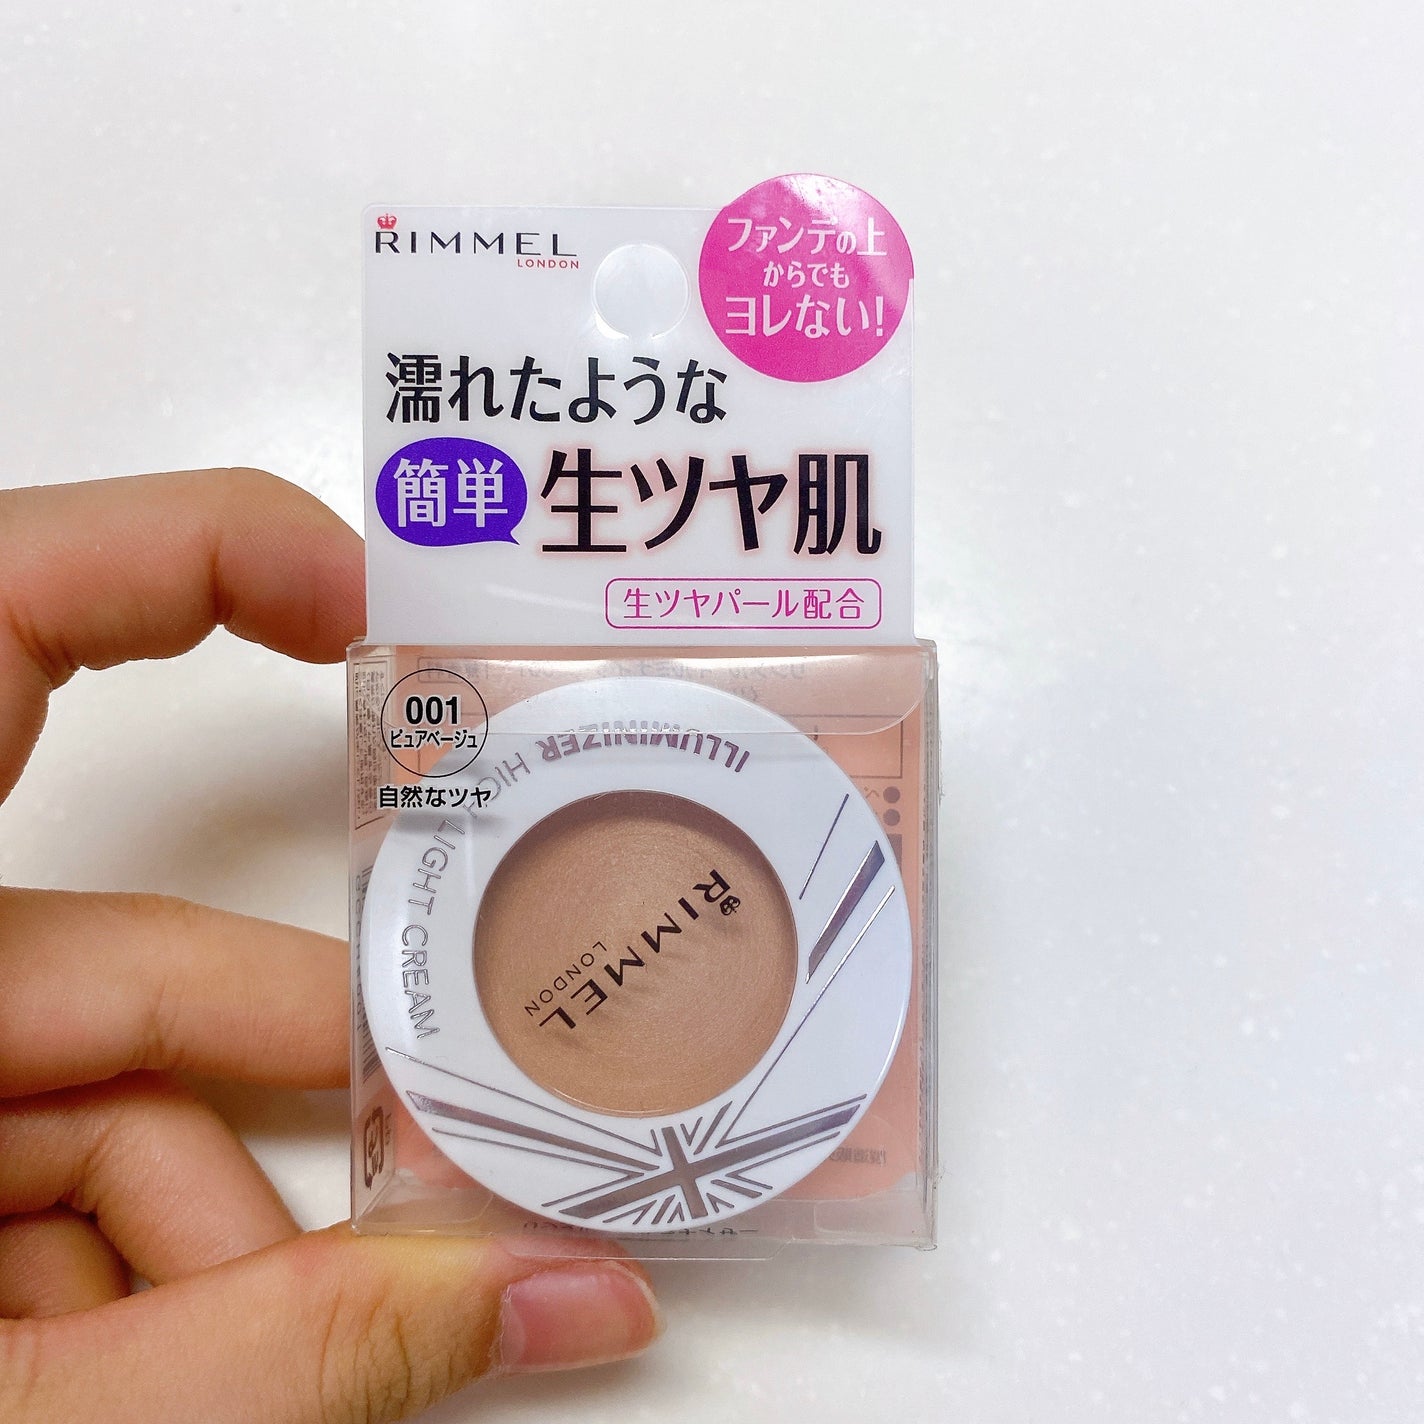 RIMMEL
LONDON
ファンデの上
からでも
ヨレない!
濡れたような
簡単 生ツヤ肌
生ツヤパール配合
001
ピュアベージュ
自然なツヤ
ILLUMINIZER HIGH LIGHT CREAM
RIMMEL
LONDON